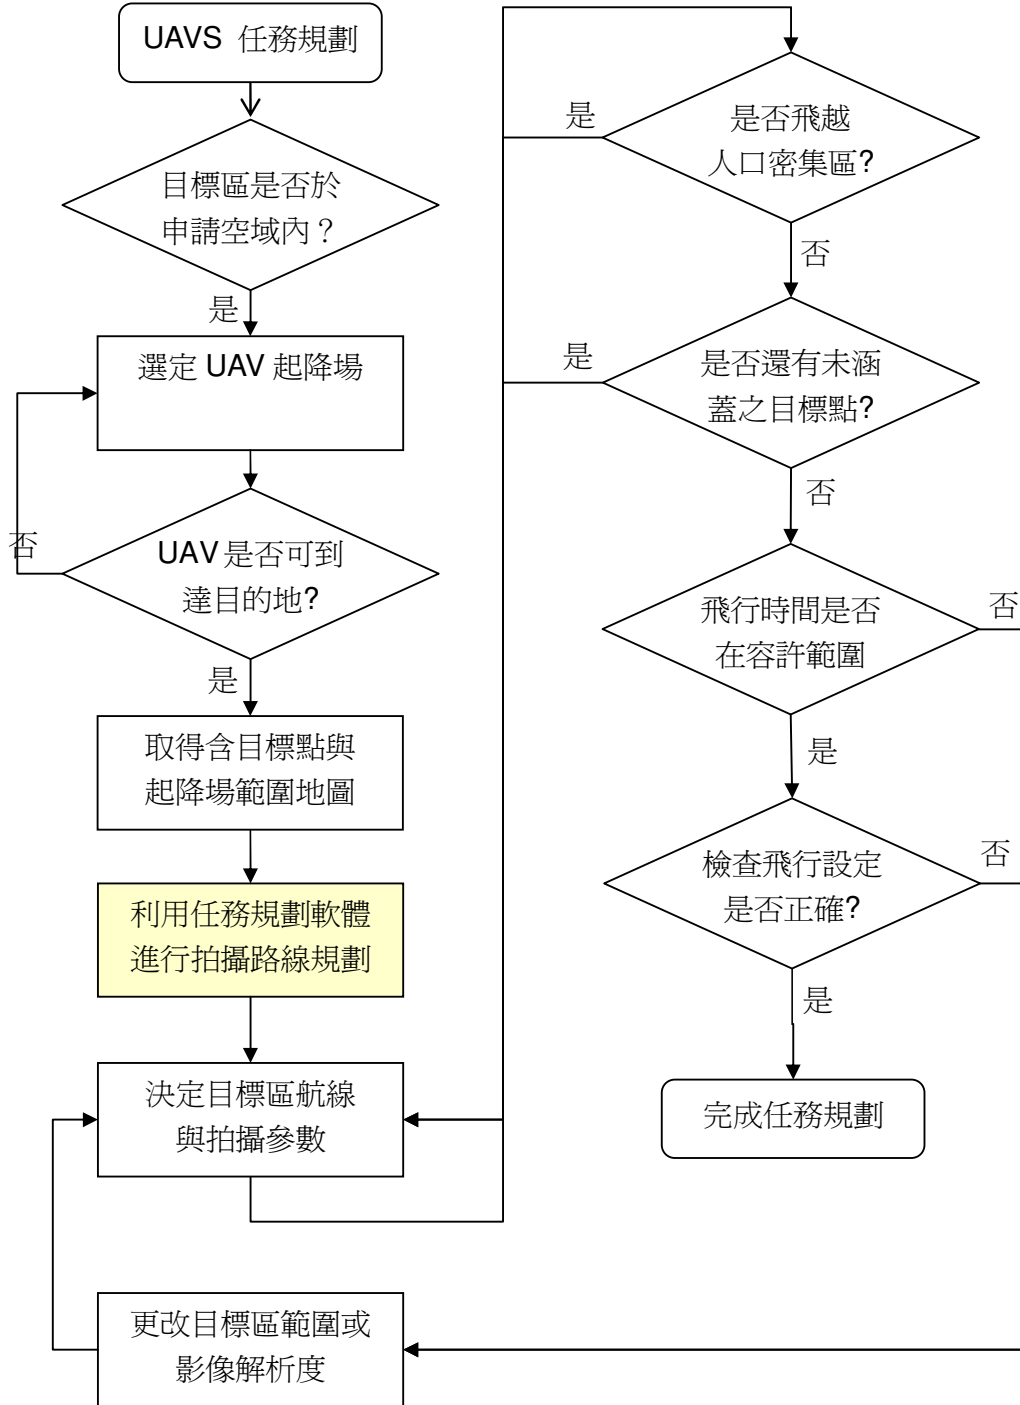 UAVS 任務規劃
目標區是否於
申請空域內？
是
選定 UAV 起降場
否
UAV 是否可到
達目的地?
是
取得含目標點與
起降場範圍地圖
利用任務規劃軟體
進行拍攝路線規劃
決定目標區航線
與拍攝參數
更改目標區範圍或
影像解析度
是
是否飛越
人口密集區?
否
是
是否還有未涵
蓋之目標點?
否
飛行時間是否
在容許範圍
否
是
檢查飛行設定
是否正確?
否
是
完成任務規劃